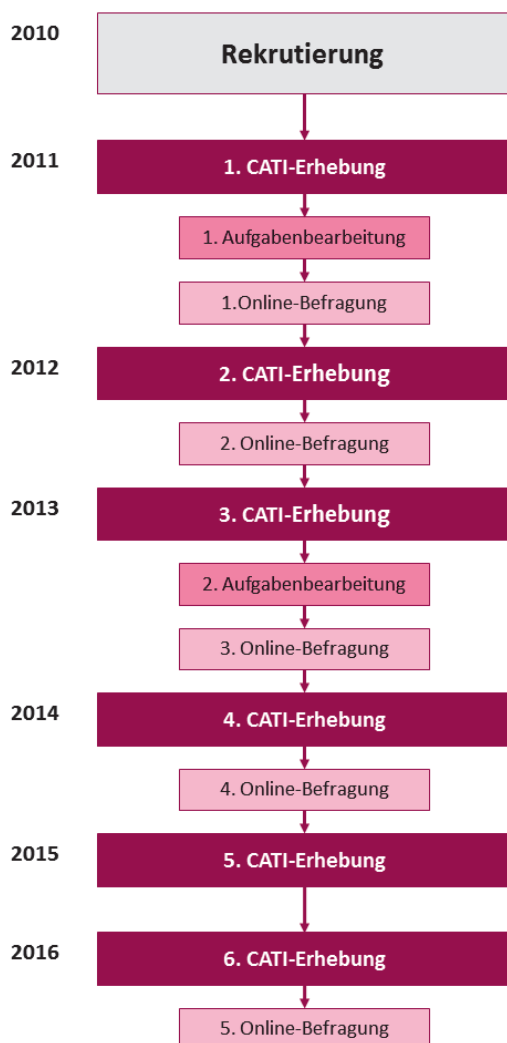 2010
Rekrutierung
2011
1. CATI-Erhebung
1. Aufgabenbearbeitung
1.Online-Befragung
2012
2. CATI-Erhebung
2. Online-Befragung
2013
3. CATI-Erhebung
2. Aufgabenbearbeitung
3. Online-Befragung
2014
4. CATI-Erhebung
4. Online-Befragung
2015
5. CATI-Erhebung
2016
6. CATI-Erhebung
5. Online-Befragung